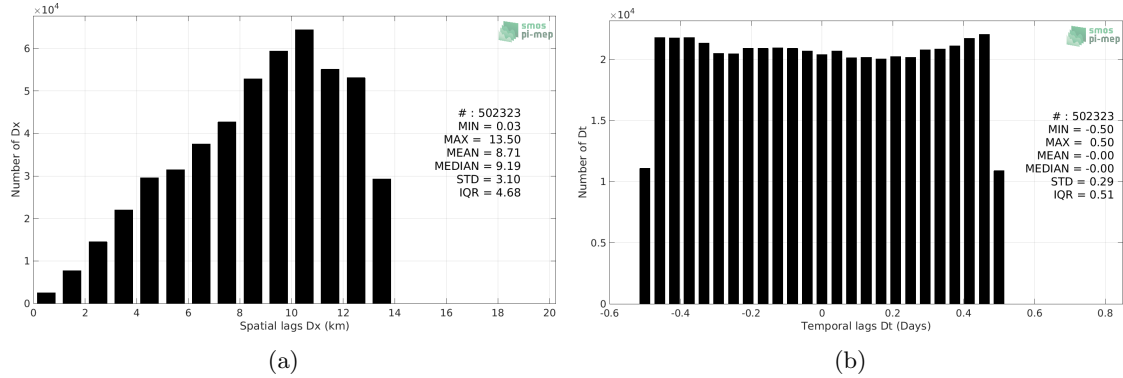 ×10⁴
smos
pi-mep
6
5
4
3
2
1
0
Number of Dx
# : 502323
MIN = 0.03
MAX = 13.50
MEAN = 8.71
MEDIAN = 9.19
STD = 3.10
IQR = 4.68
0 2 4 6 8 10 12 14 16 18 20
Spatial lags Dx (km)
(a)
×10⁴
smos
pi-mep
2
1.5
1
0.5
0
Number of Dt
# : 502323
MIN = -0.50
MAX = 0.50
MEAN = -0.00
MEDIAN = -0.00
STD = 0.29
IQR = 0.51
-0.6 -0.4 -0.2 0 0.2 0.4 0.6 0.8
Temporal lags Dt (Days)
(b)